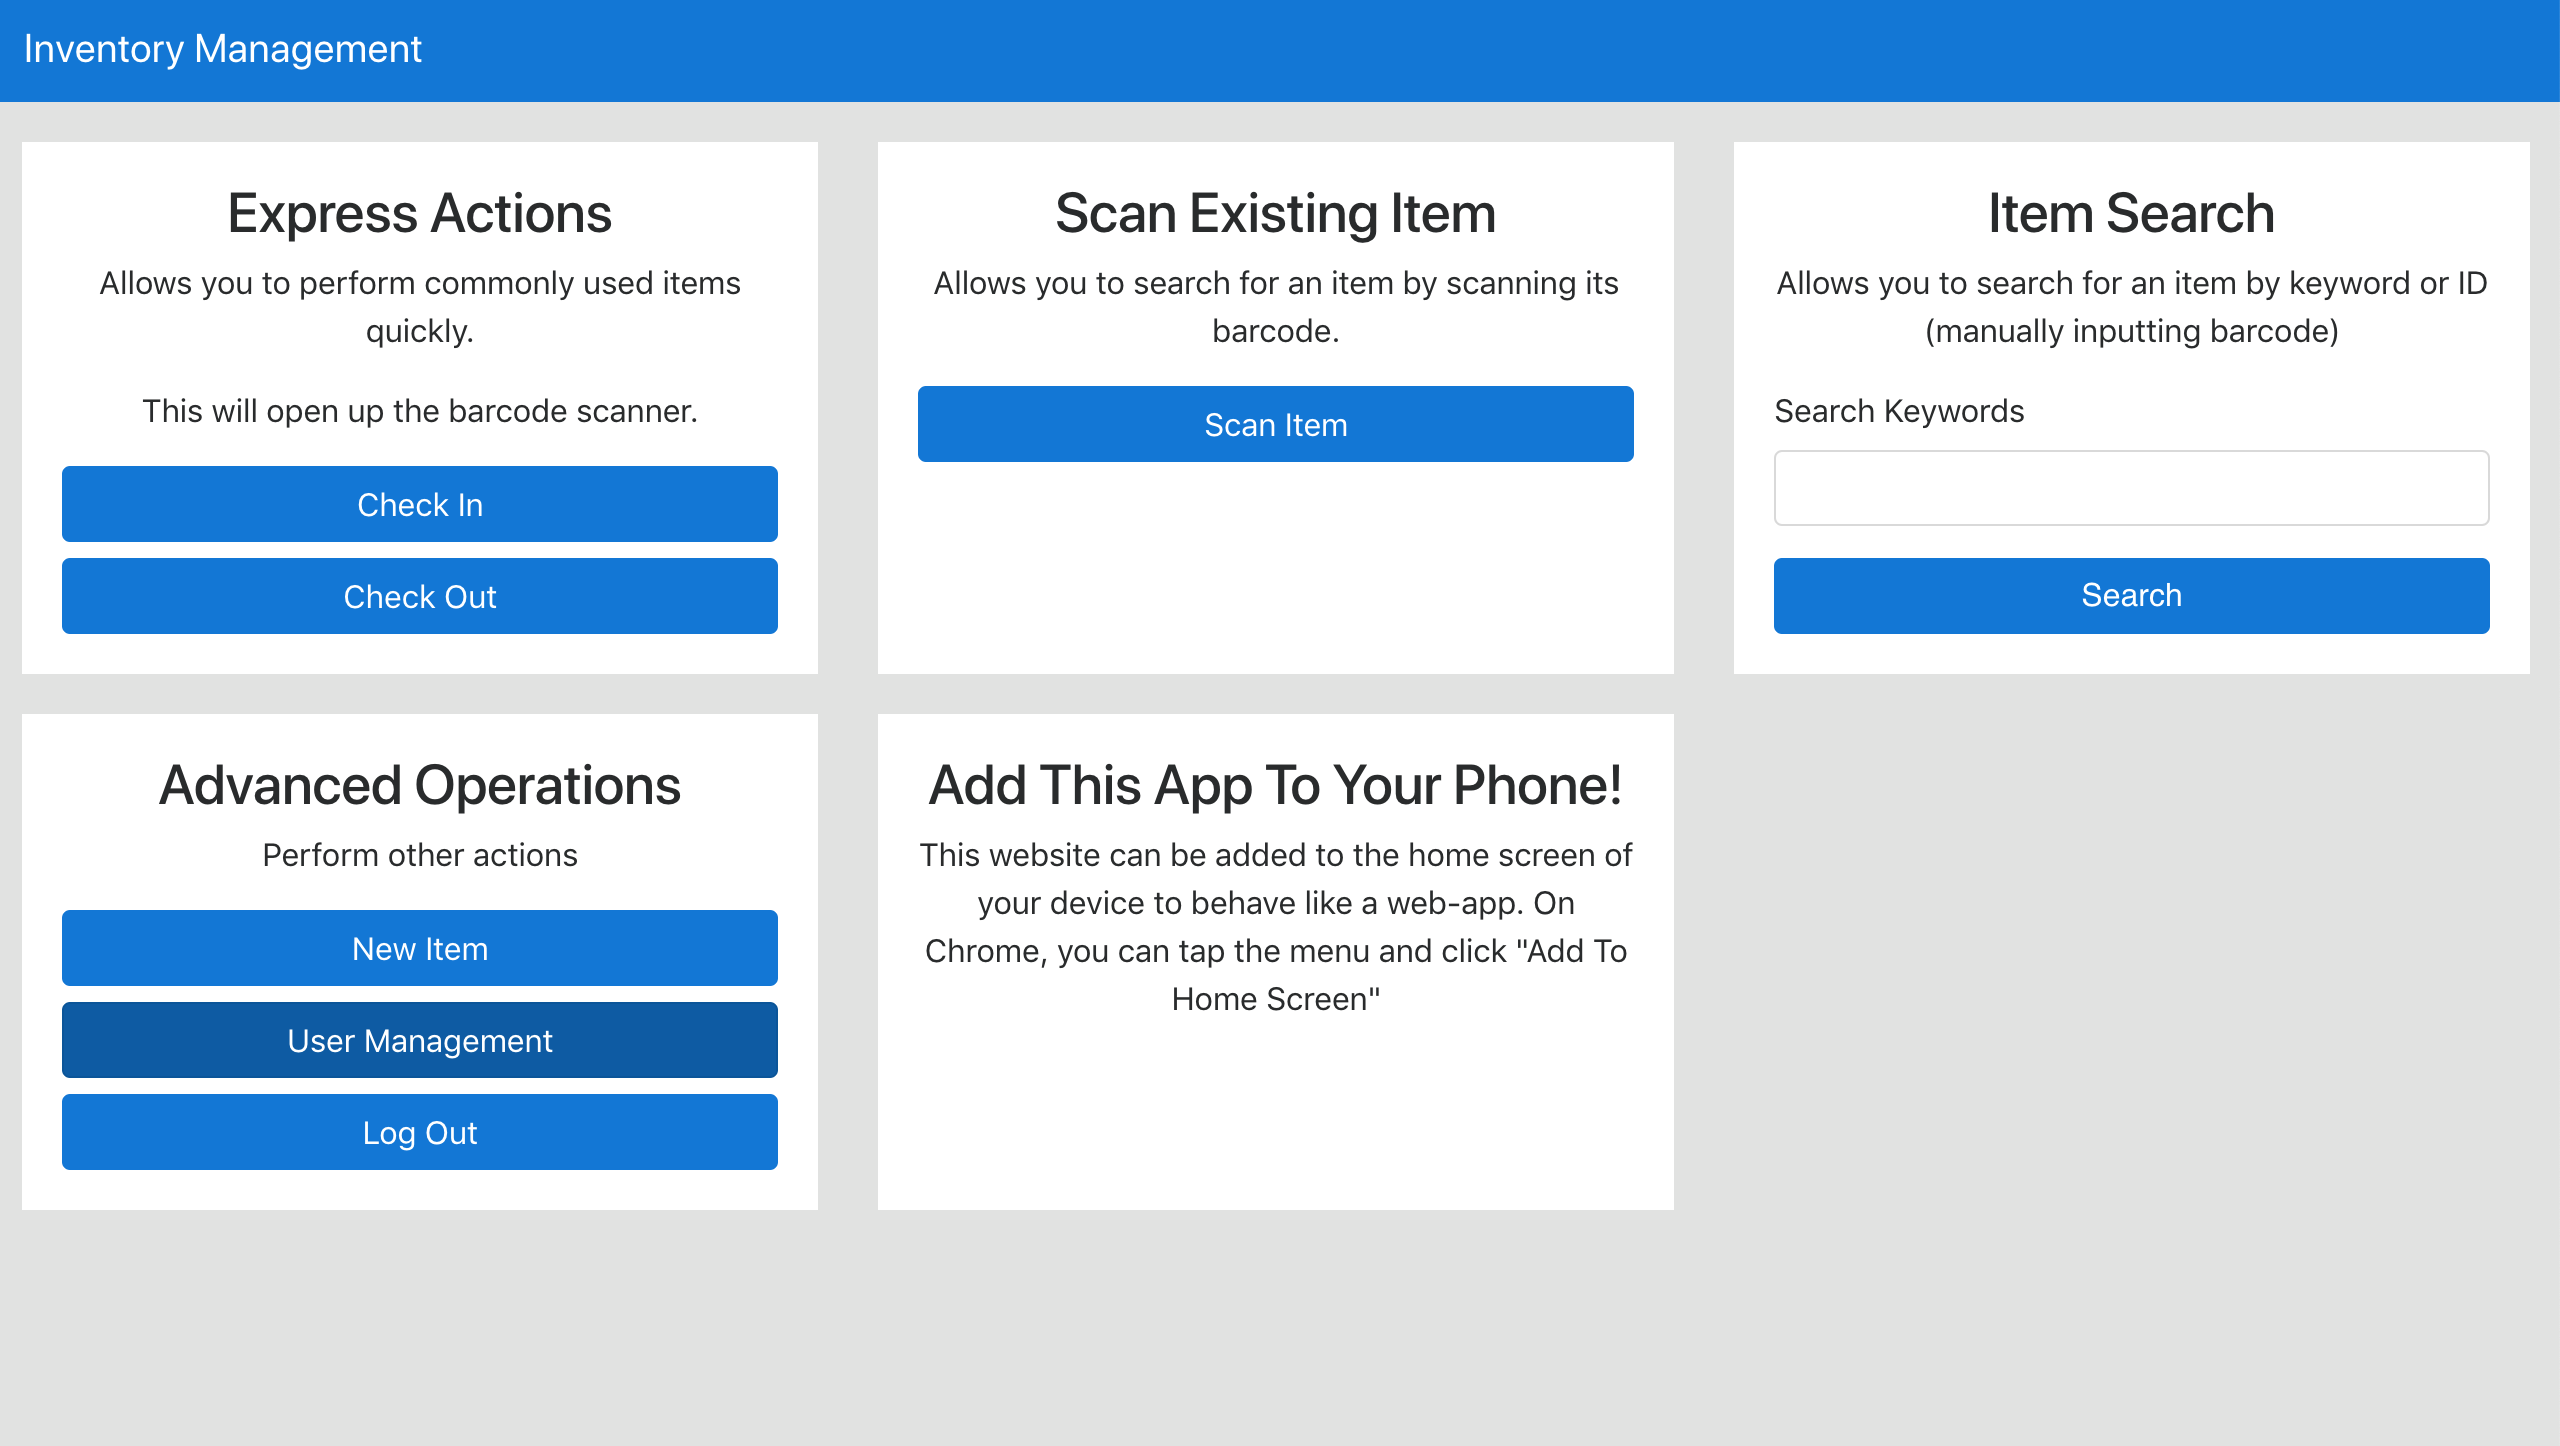 Inventory Management
Express Actions
Allows you to perform commonly used items
quickly.
This will open up the barcode scanner.
Check In
Check Out
Scan Existing Item
Allows you to search for an item by scanning its
barcode.
Scan Item
Item Search
Allows you to search for an item by keyword or ID
(manually inputting barcode)
Search Keywords
Search
Advanced Operations
Perform other actions
New Item
User Management
Log Out
Add This App To Your Phone!
This website can be added to the home screen of
your device to behave like a web-app. On
Chrome, you can tap the menu and click "Add To
Home Screen"